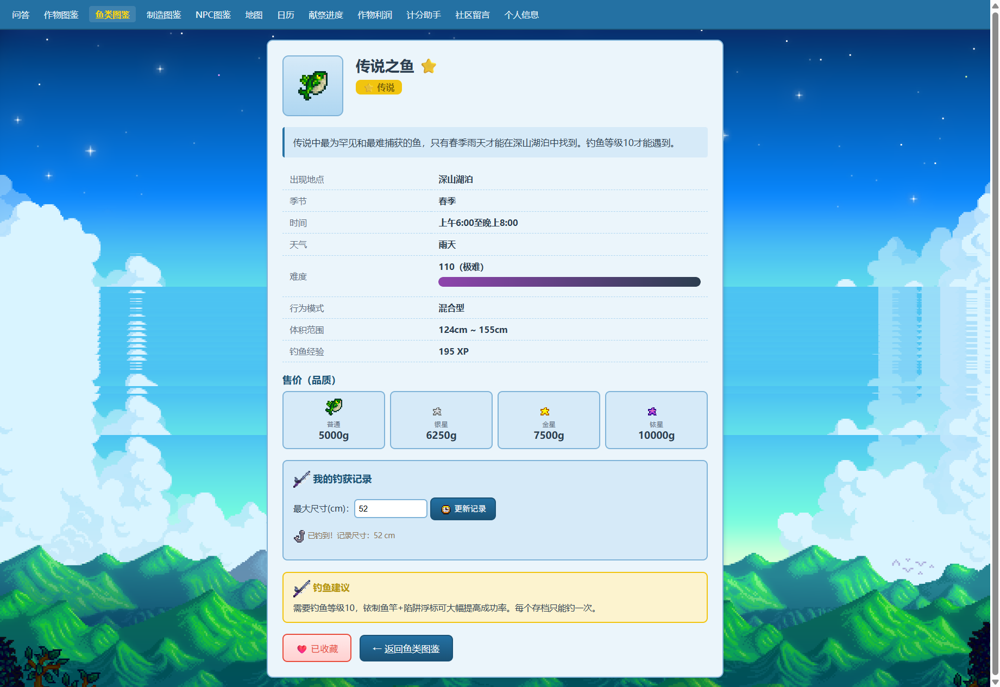 问答 作物图鉴 鱼类图鉴 制造图鉴 NPC图鉴 地图 日历 献祭进度 作物利润 计分助手 社区留言 个人信息
传说之鱼
传说
传说中最为罕见和最难捕获的鱼，只有春季雨天才能在深山湖泊中找到。钓鱼等级10才能遇到。
出现地点 深山湖泊
季节 春季
时间 上午6:00至晚上8:00
天气 雨天
难度 110（极难）
行为模式 混合型
体积范围 124cm ~ 155cm
钓鱼经验 195 XP
售价（品质）
普通 银星 金星 铱星
5000g 6250g 7500g 10000g
我的钓获记录
最大尺寸(cm)： 52 更新记录
已钓到！记录尺寸：52 cm
钓鱼建议
需要钓鱼等级10，铱制鱼竿+陷阱浮标可大幅提高成功率。每个存档只能钓一次。
已收藏 ←返回鱼类图鉴